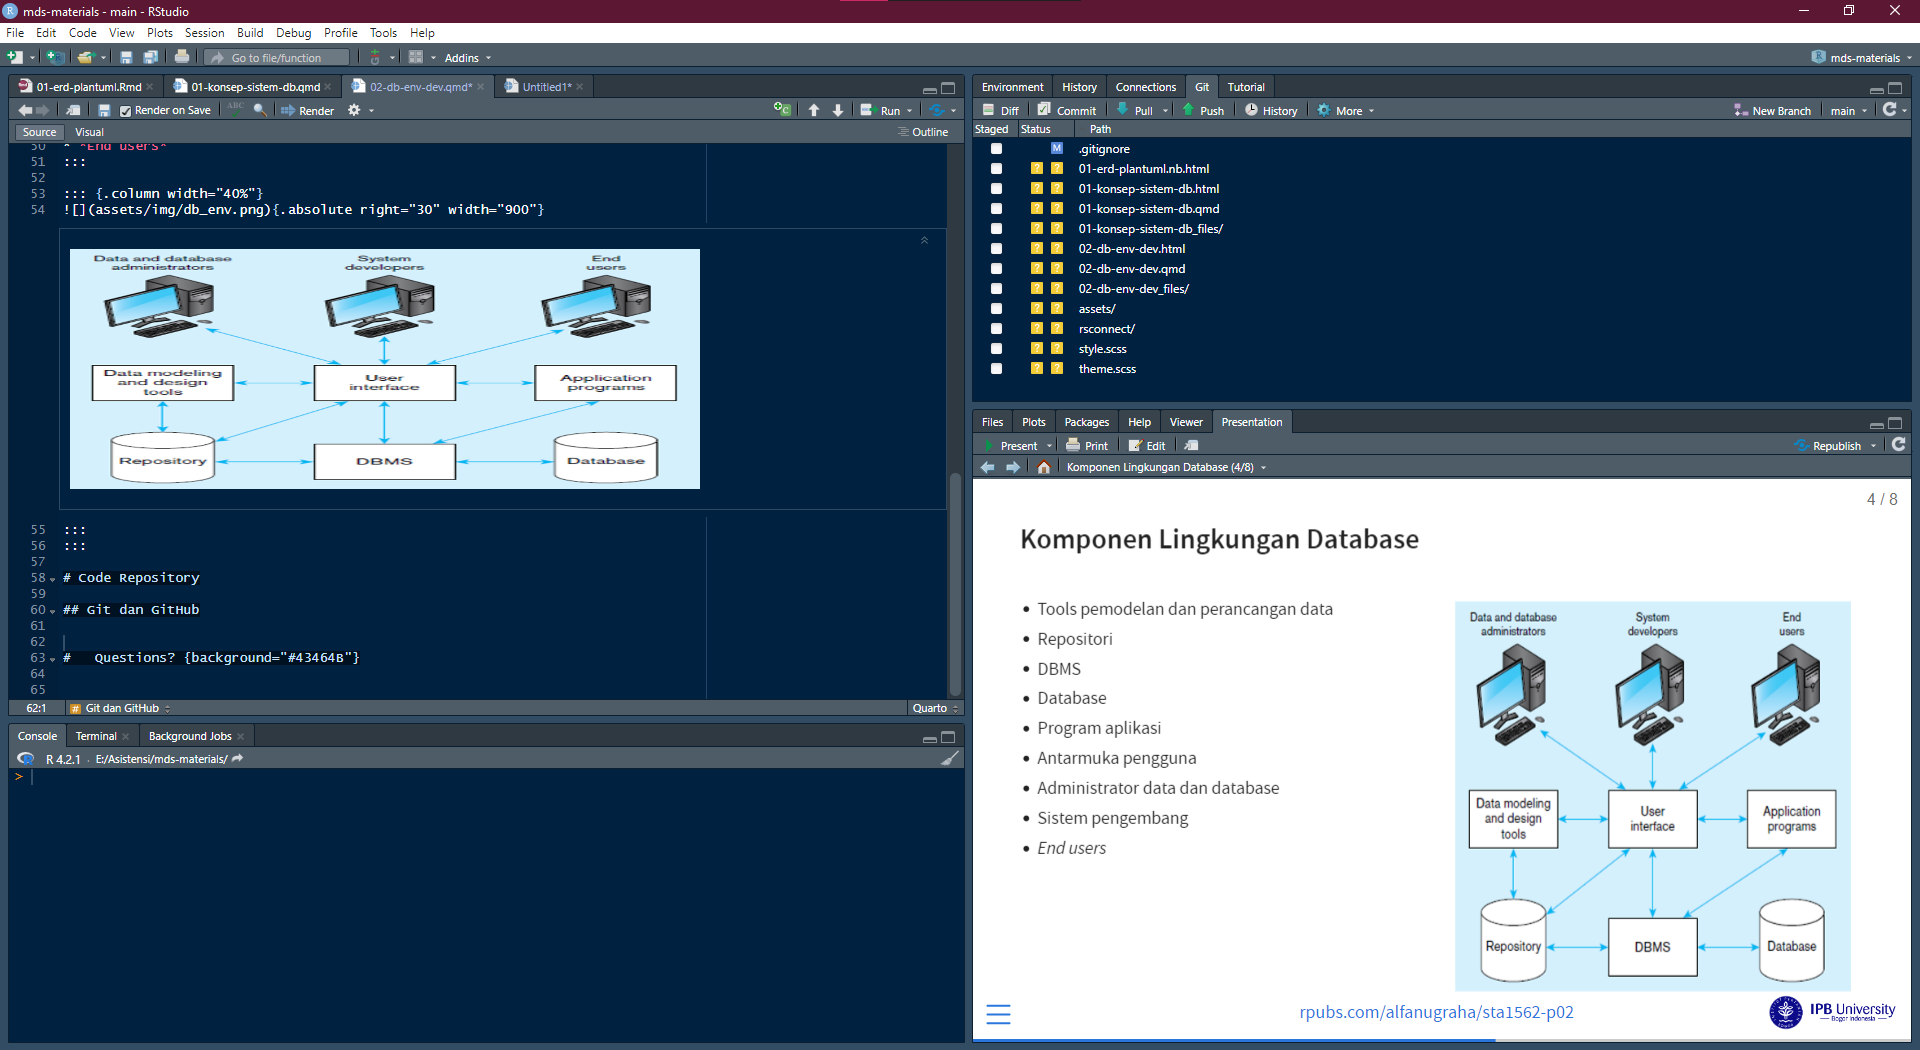 mds-materials - main - RStudio
File Edit Code View Plots Session Build Debug Profile Tools Help
Go to file/function
Addins
mds-materials
01-erd-plantuml.Rmd
01-konsep-sistem-db.qmd
02-db-env-dev.qmd*
Untitled1*
Render on Save
ABC
Render
Run
Source
Visual
Outline
50 * *End users*
51 :::
52
53 ::: {.column width="40%"}
54 ![](assets/img/db_env.png){.absolute right="30" width="900"}
Data and database administrators
System developers
End users
Data modeling and design tools
User interface
Application programs
Repository
DBMS
Database
55 :::
56 :::
57
58 # Code Repository
59
60 ## Git dan GitHub
61
62
63 #   Questions? {background="#43464B"}
64
65
62:1
# Git dan GitHub
Quarto
Console
Terminal
Background Jobs
R 4.2.1 · E:/Asistensi/mds-materials/
>
Environment
History
Connections
Git
Tutorial
Diff
Commit
Pull
Push
History
More
New Branch
main
Staged Status Path
M .gitignore
? ? 01-erd-plantuml.nb.html
? ? 01-konsep-sistem-db.html
? ? 01-konsep-sistem-db.qmd
? ? 01-konsep-sistem-db_files/
? ? 02-db-env-dev.html
? ? 02-db-env-dev.qmd
? ? 02-db-env-dev_files/
? ? assets/
? ? rsconnect/
? ? style.scss
? ? theme.scss
Files
Plots
Packages
Help
Viewer
Presentation
Present
Print
Edit
Republish
Komponen Lingkungan Database (4/8)
4 / 8
Komponen Lingkungan Database
• Tools pemodelan dan perancangan data
• Repositori
• DBMS
• Database
• Program aplikasi
• Antarmuka pengguna
• Administrator data dan database
• Sistem pengembang
• End users
Data and database administrators
System developers
End users
Data modeling and design tools
User interface
Application programs
Repository
DBMS
Database
rpubs.com/alfanugraha/sta1562-p02
IPB University
Bogor Indonesia